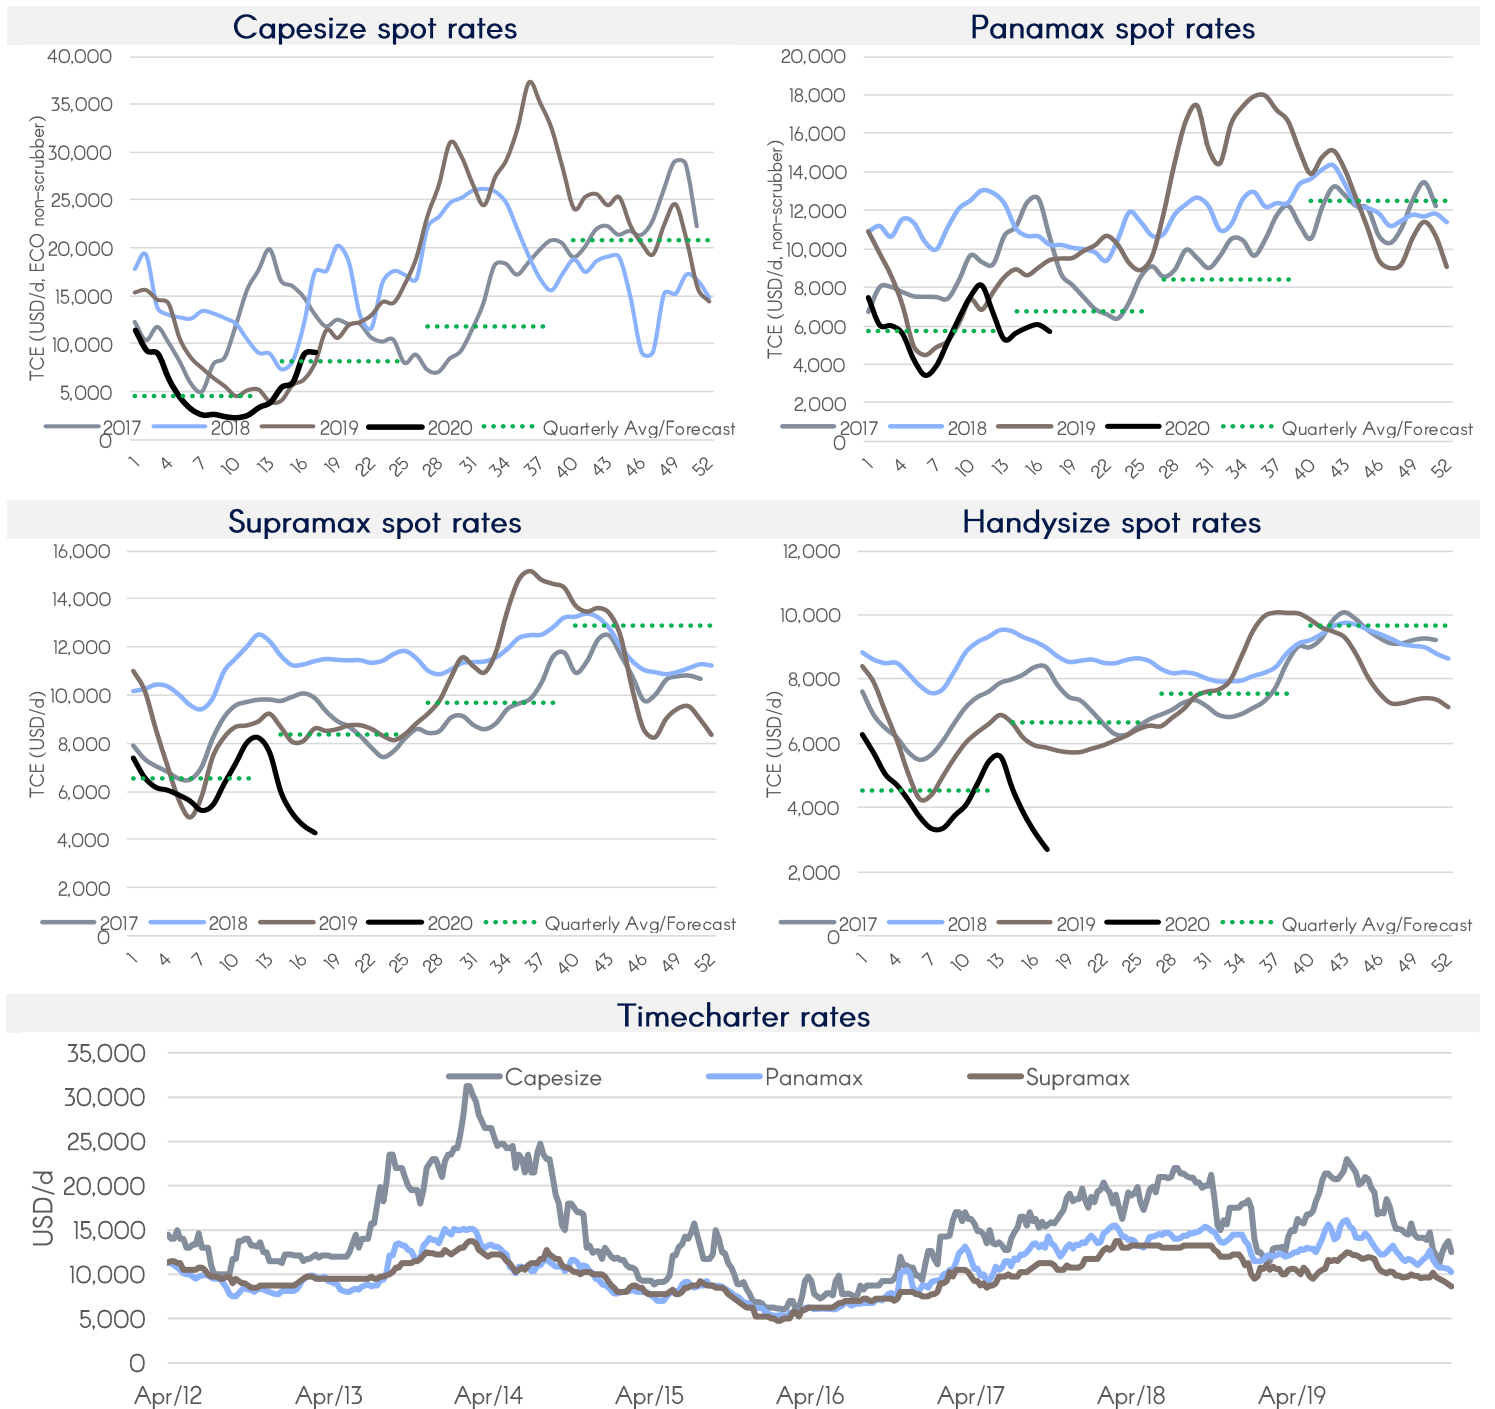 Capesize spot rates
TCE (USD/d, ECO non-scrubber)
40,000
35,000
30,000
25,000
20,000
15,000
10,000
5,000
0
2017 2018 2019 2020 Quarterly Avg/Forecast
1 4 7 10 13 16 19 22 25 28 31 34 37 40 43 46 49 52
Panamax spot rates
TCE (USD/d, non-scrubber)
20,000
18,000
16,000
14,000
12,000
10,000
8,000
6,000
4,000
2,000
0
2017 2018 2019 2020 Quarterly Avg/Forecast
1 4 7 10 13 16 19 22 25 28 31 34 37 40 43 46 49 52
Supramax spot rates
TCE (USD/d)
16,000
14,000
12,000
10,000
8,000
6,000
4,000
2,000
0
2017 2018 2019 2020 Quarterly Avg/Forecast
1 4 7 10 13 16 19 22 25 28 31 34 37 40 43 46 49 52
Handysize spot rates
TCE (USD/d)
12,000
10,000
8,000
6,000
4,000
2,000
0
2017 2018 2019 2020 Quarterly Avg/Forecast
1 4 7 10 13 16 19 22 25 28 31 34 37 40 43 46 49 52
Timecharter rates
USD/d
35,000
30,000
25,000
20,000
15,000
10,000
5,000
0
Capesize Panamax Supramax
Apr/12 Apr/13 Apr/14 Apr/15 Apr/16 Apr/17 Apr/18 Apr/19